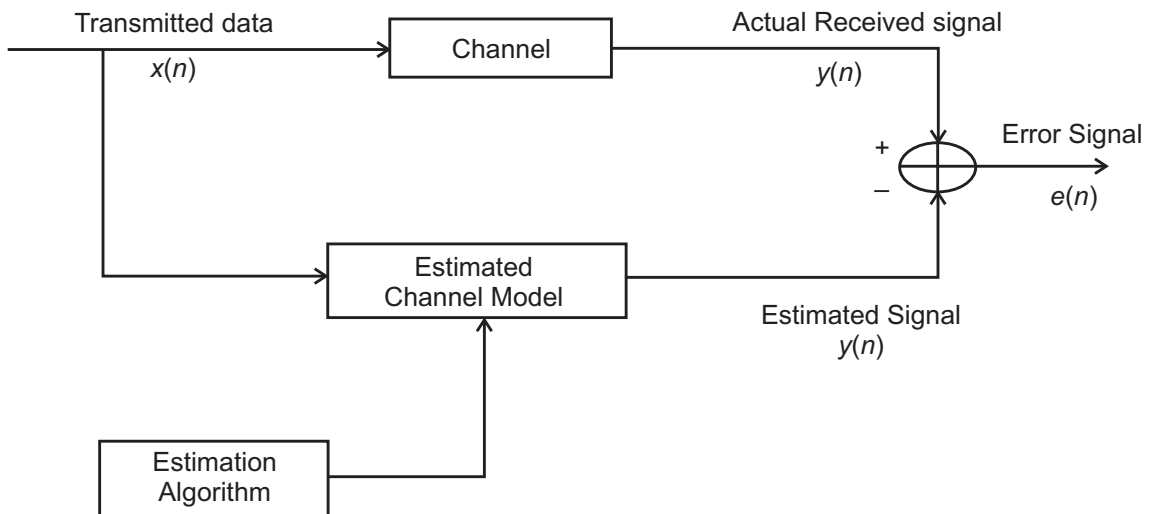 Transmitted data
x(n)
Channel
Actual Received signal
y(n)
+
–
Error Signal
e(n)
Estimated
Channel Model
Estimated Signal
y(n)
Estimation
Algorithm